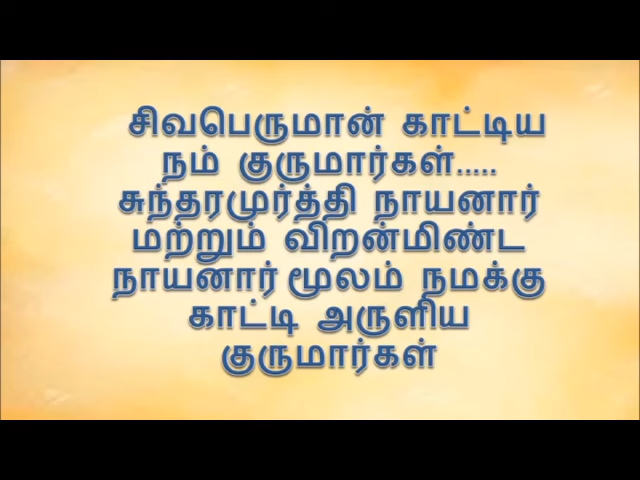 சிவபெருமான் காட்டிய
நம் குருமார்கள்.....
சுந்தரமுர்த்தி நாயனார்
மற்றும் விறன்மிண்ட
நாயனார் மூலம் நமக்கு
காட்டி அருளிய
குருமார்கள்